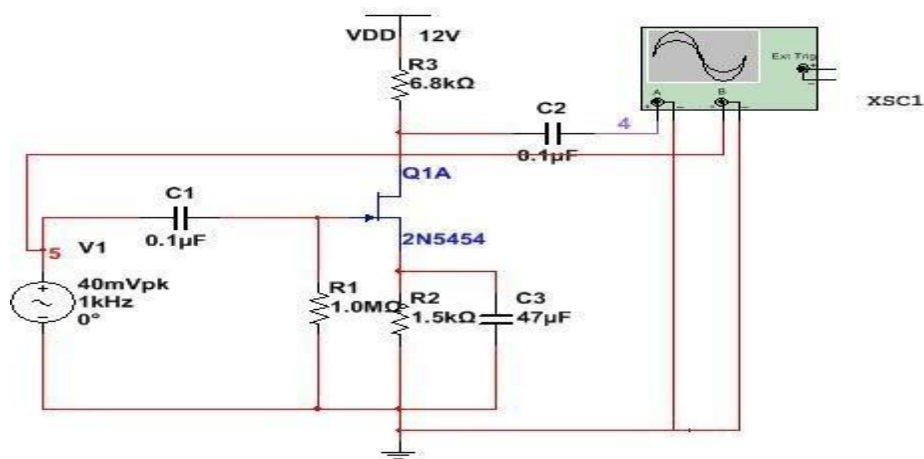 VDD 12V
R3
6.8kΩ
Ext Trig
+
−
A
B
+ − + −
XSC1
C2
4
0.1µF
Q1A
C1
0.1µF
2N5454
5
V1
+
−
40mVpk
1kHz
0°
R1
1.0MΩ
R2
1.5kΩ
C3
47µF